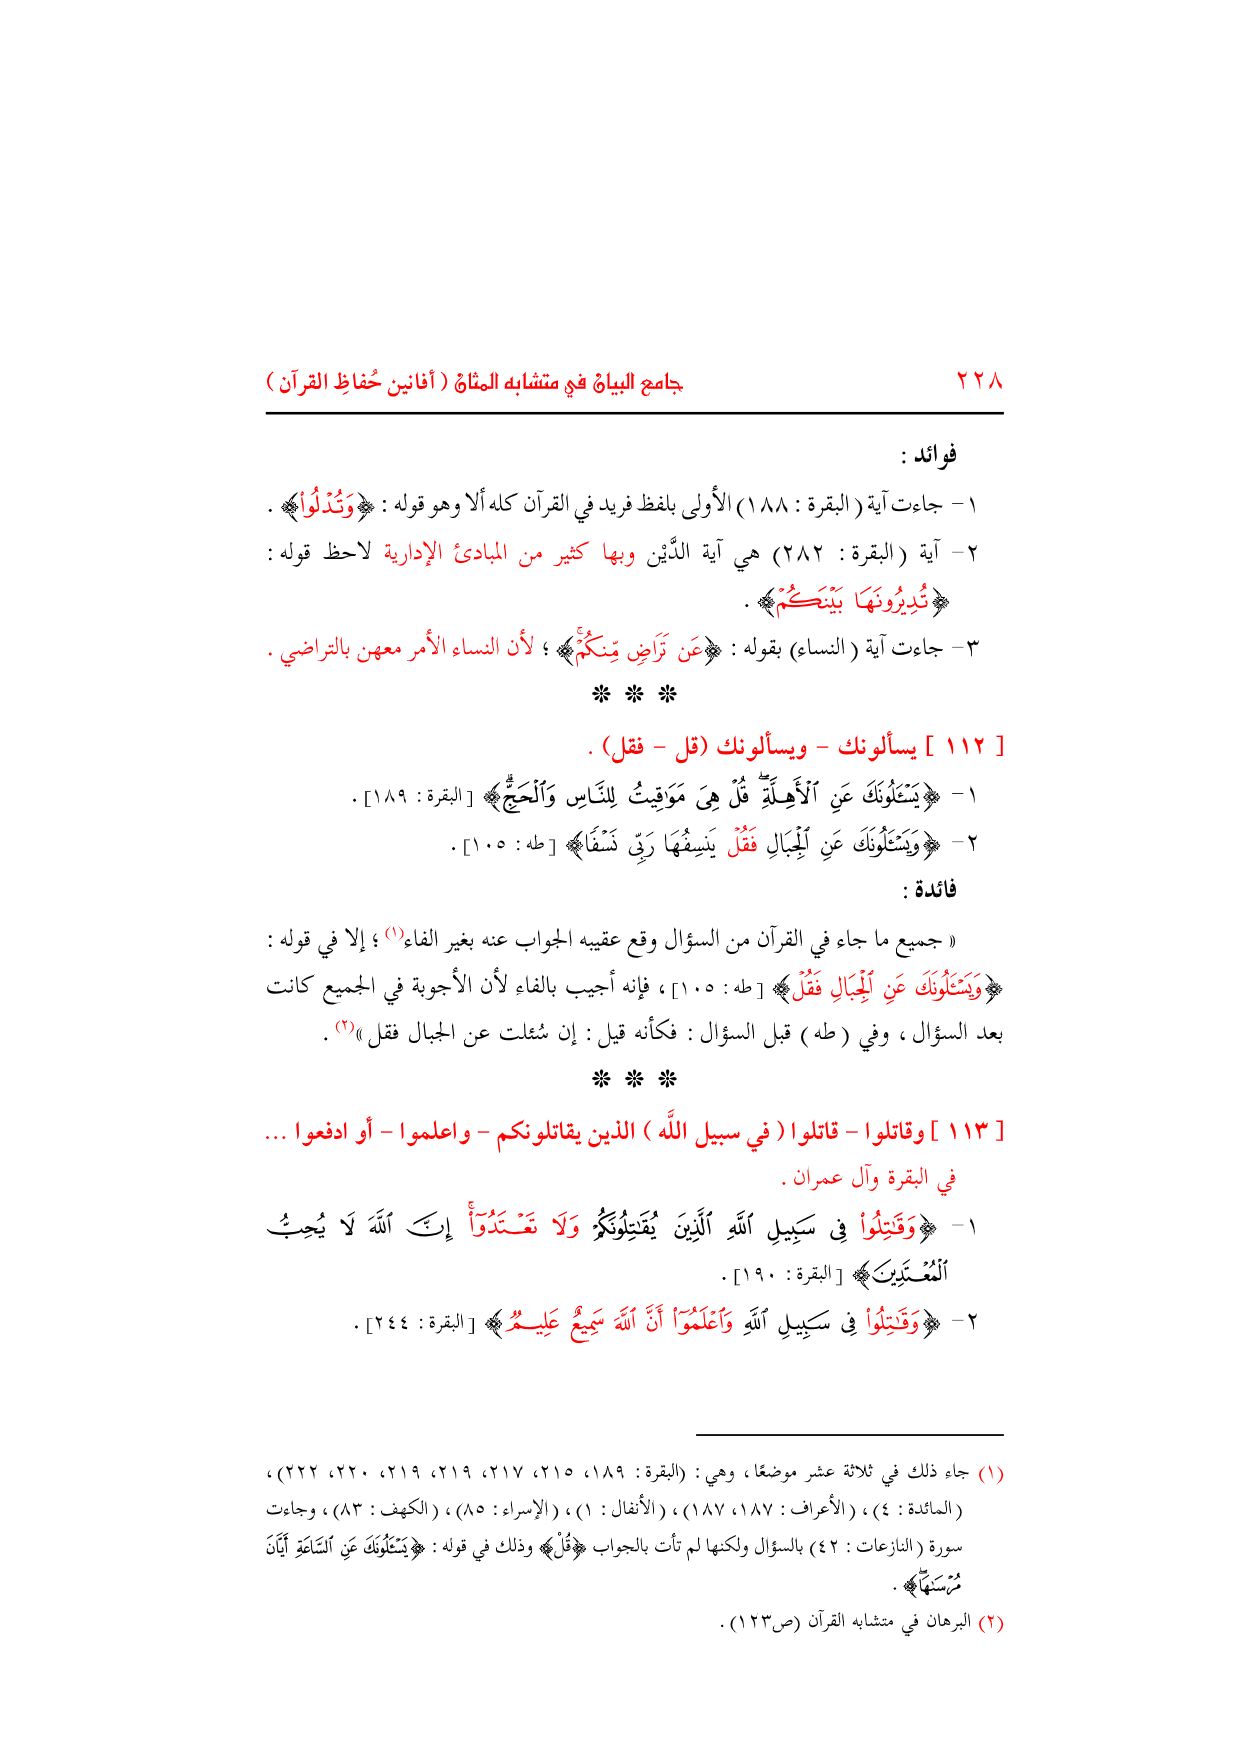 ٢٢٨ جامع البيان في متشابه المثان ( أفانين حُفاظِ القرآن )
فوائد :
١- جاءت آية ( البقرة : ١٨٨) الأولى بلفظ فريد في القرآن كله ألا وهو قوله : ﴿وَتُدْلُوا۟﴾ .
٢- آية ( البقرة : ٢٨٢) هي آية الدَّيْن وبها كثير من المبادئ الإدارية لاحظ قوله :
﴿تُدِيرُونَهَا بَيْنَكُمْ﴾ .
٣- جاءت آية ( النساء) بقوله : ﴿عَن تَرَاضٍ مِّنكُمْ ۚ﴾ ؛ لأن النساء الأمر معهن بالتراضي .
* * *
[ ١١٢ ] يسألونك – ويسألونك (قل – فقل) .
١- ﴿يَسْـَٔلُونَكَ عَنِ ٱلْأَهِلَّةِ ۖ قُلْ هِىَ مَوَٰقِيتُ لِلنَّاسِ وَٱلْحَجِّ ۗ﴾ [البقرة : ١٨٩].
٢- ﴿وَيَسْـَٔلُونَكَ عَنِ ٱلْجِبَالِ فَقُلْ يَنسِفُهَا رَبِّى نَسْفًا﴾ [طه : ١٠٥].
فائدة :
« جميع ما جاء في القرآن من السؤال وقع عقيبه الجواب عنه بغير الفاء(١) ؛ إلا في قوله :
﴿وَيَسْـَٔلُونَكَ عَنِ ٱلْجِبَالِ فَقُلْ﴾ [طه : ١٠٥] ، فإنه أجيب بالفاء لأن الأجوبة في الجميع كانت
بعد السؤال ، وفي ( طه ) قبل السؤال : فكأنه قيل : إن سُئلت عن الجبال فقل »(٢) .
* * *
[ ١١٣ ] وقاتلوا – قاتلوا ( في سبيل اللَّه ) الذين يقاتلونكم – واعلموا – أو ادفعوا ...
في البقرة وآل عمران .
١- ﴿وَقَـٰتِلُوا۟ فِى سَبِيلِ ٱللَّهِ ٱلَّذِينَ يُقَـٰتِلُونَكُمْ وَلَا تَعْتَدُوٓا۟ ۚ إِنَّ ٱللَّهَ لَا يُحِبُّ
ٱلْمُعْتَدِينَ﴾ [البقرة : ١٩٠] .
٢- ﴿وَقَـٰتِلُوا۟ فِى سَبِيلِ ٱللَّهِ وَٱعْلَمُوٓا۟ أَنَّ ٱللَّهَ سَمِيعٌ عَلِيمٌ﴾ [البقرة : ٢٤٤] .
(١) جاء ذلك في ثلاثة عشر موضعًا ، وهي : (البقرة : ١٨٩، ٢١٥، ٢١٧، ٢١٩، ٢١٩، ٢٢٠، ٢٢٢) ،
( المائدة : ٤) ، ( الأعراف : ١٨٧، ١٨٧) ، ( الأنفال : ١) ، ( الإسراء : ٨٥) ، ( الكهف : ٨٣) ، وجاءت
سورة ( النازعات : ٤٢) بالسؤال ولكنها لم تأت بالجواب ﴿قُلْ﴾ وذلك في قوله : ﴿يَسْـَٔلُونَكَ عَنِ ٱلسَّاعَةِ أَيَّانَ
مُرْسَىٰهَا ۖ﴾ .
(٢) البرهان في متشابه القرآن (ص١٢٣) .